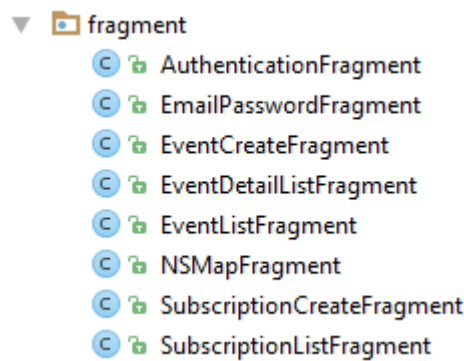 fragment
AuthenticationFragment
EmailPasswordFragment
EventCreateFragment
EventDetailListFragment
EventListFragment
NSMapFragment
SubscriptionCreateFragment
SubscriptionListFragment